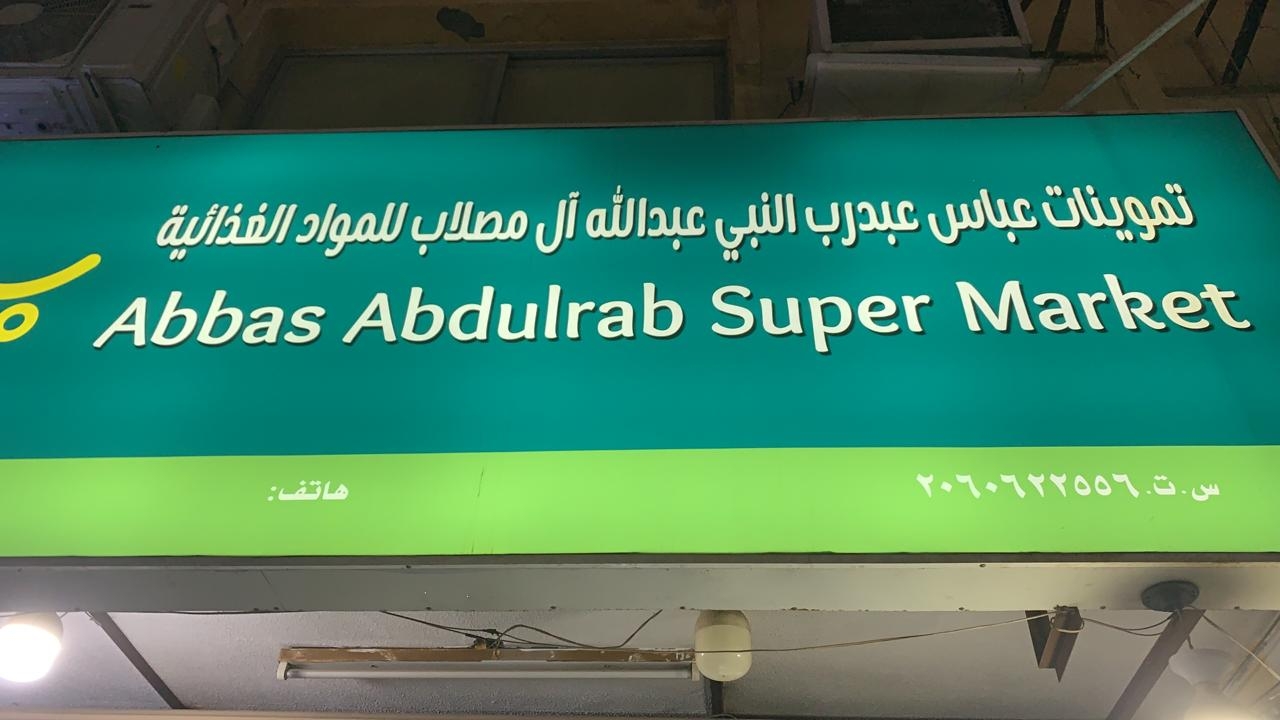 تموينات عباس عبدرب النبي عبدالله آل مصلاب للمواد الغذائية
Abbas Abdulrab Super Market
س.ت.٢٠٦٠٦٢٢٥٥٦
هاتف: